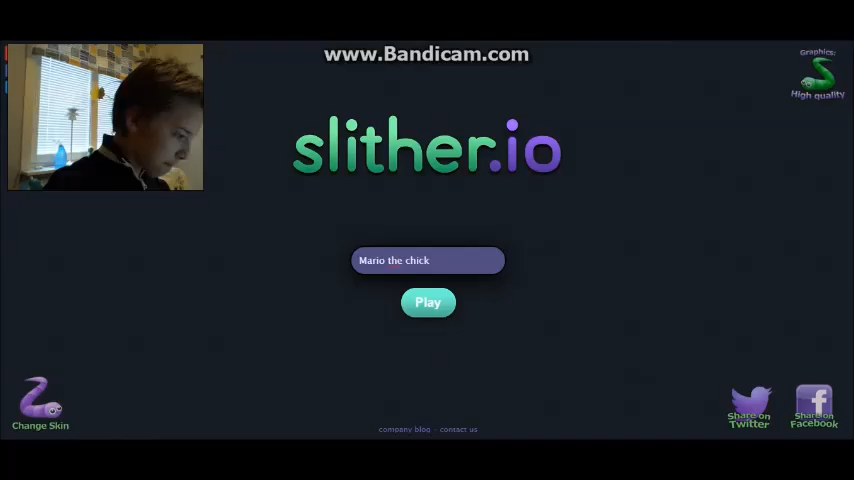 www.Bandicam.com
Graphics:
High quality
slither.io
Mario the chick
Play
Change Skin
Share on
Twitter
Share on
Facebook
company blog - contact us